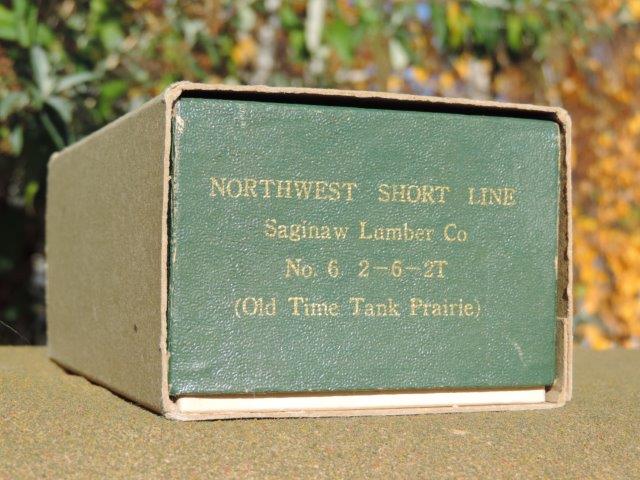 NORTHWEST SHORT LINE
Saginaw Lumber Co
No. 6 2-6-2T
(Old Time Tank Prairie)